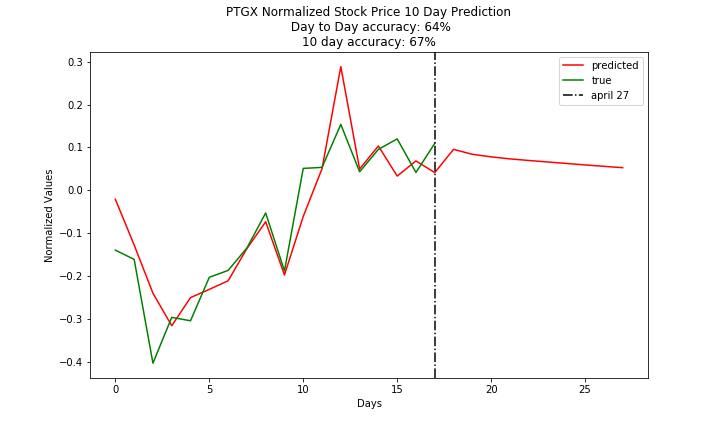 PTGX Normalized Stock Price 10 Day Prediction
Day to Day accuracy: 64%
10 day accuracy: 67%
predicted
true
april 27
Normalized Values
0.3
0.2
0.1
0.0
−0.1
−0.2
−0.3
−0.4
0 5 10 15 20 25
Days